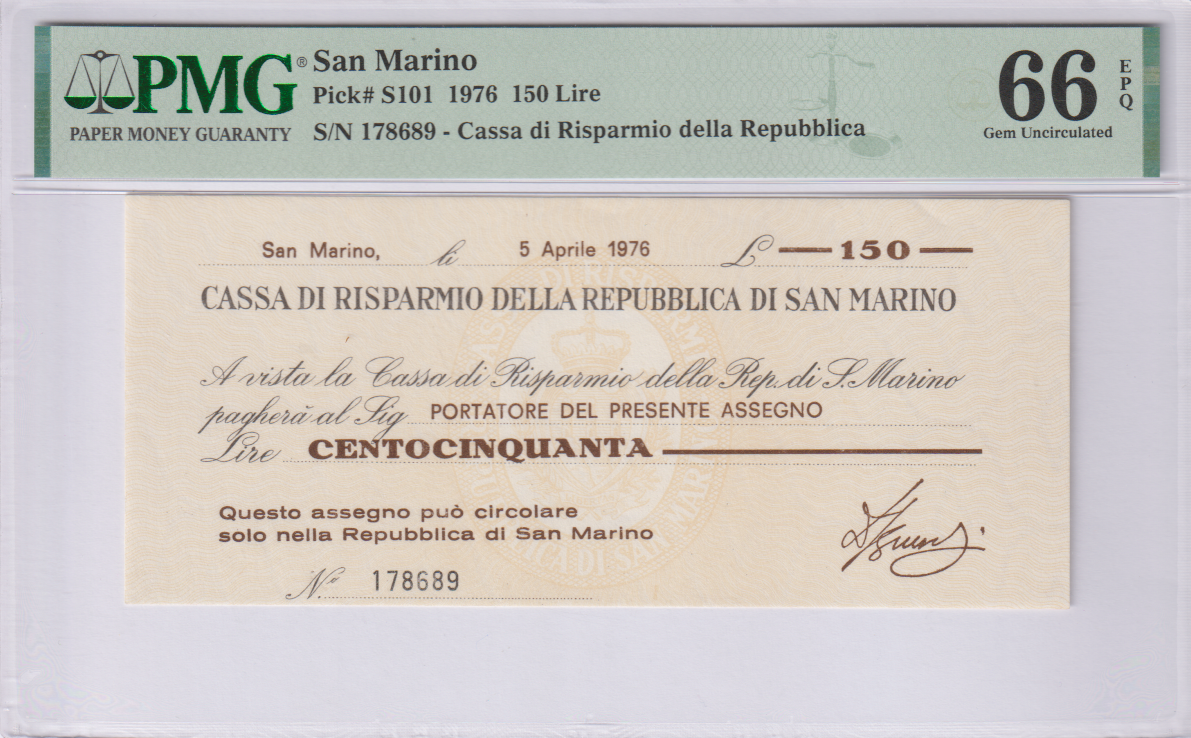 PMG®
PAPER MONEY GUARANTY
San Marino
Pick# S101 1976 150 Lire
S/N 178689 - Cassa di Risparmio della Repubblica
66
EPQ
Gem Uncirculated
San Marino, li 5 Aprile 1976 £ 150
CASSA DI RISPARMIO DELLA REPUBBLICA DI SAN MARINO
A vista la Cassa di Risparmio della Rep. di S. Marino
pagherà al Sig PORTATORE DEL PRESENTE ASSEGNO
Lire CENTOCINQUANTA
Questo assegno può circolare
solo nella Repubblica di San Marino
N.º 178689